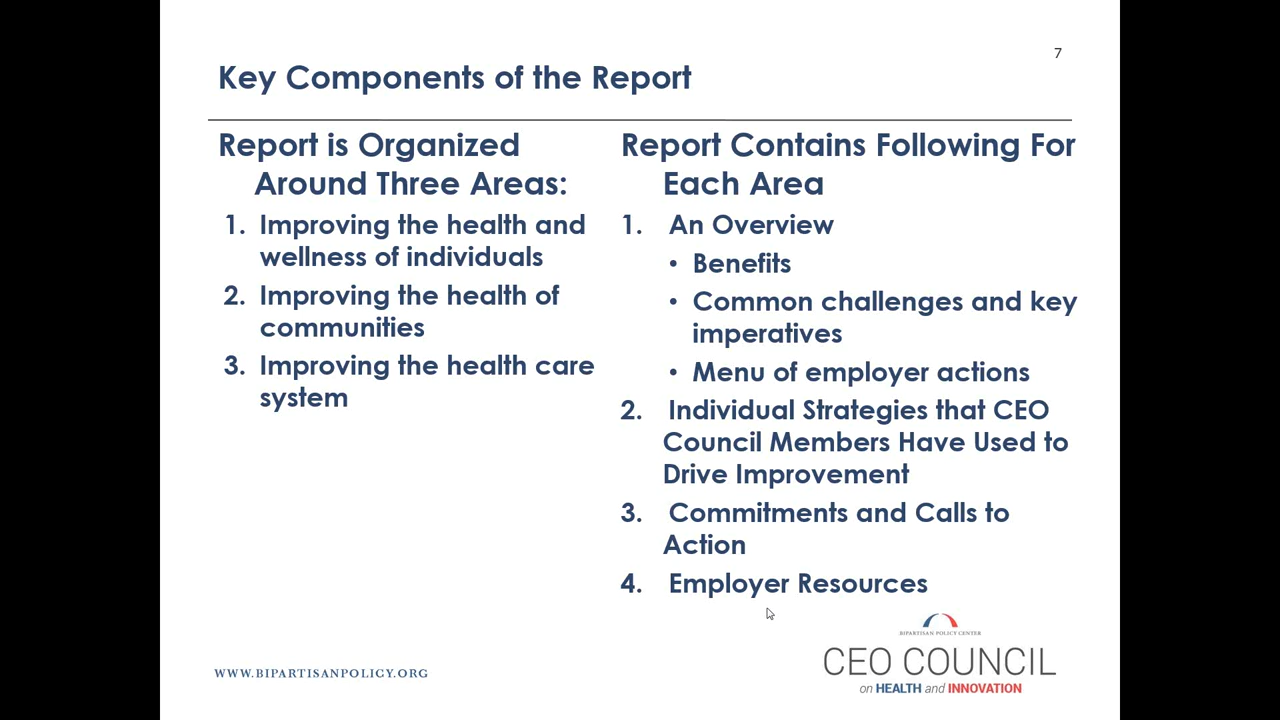 7
Key Components of the Report
Report is Organized
Around Three Areas:
1. Improving the health and
wellness of individuals
2. Improving the health of
communities
3. Improving the health care
system
Report Contains Following For
Each Area
1. An Overview
• Benefits
• Common challenges and key
imperatives
• Menu of employer actions
2. Individual Strategies that CEO
Council Members Have Used to
Drive Improvement
3. Commitments and Calls to
Action
4. Employer Resources
WWW.BIPARTISANPOLICY.ORG
BIPARTISAN POLICY CENTER
CEO COUNCIL
on HEALTH and INNOVATION